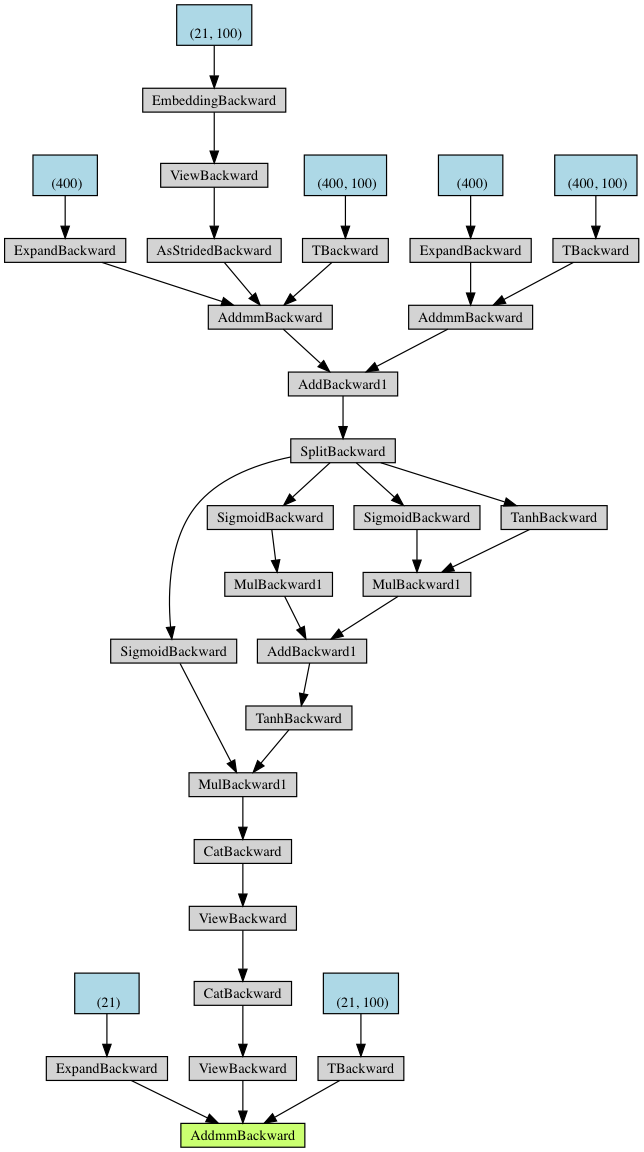 (21, 100)
EmbeddingBackward
(400)
ViewBackward
(400, 100)
(400)
(400, 100)
ExpandBackward
AsStridedBackward
TBackward
ExpandBackward
TBackward
AddmmBackward
AddmmBackward
AddBackward1
SplitBackward
SigmoidBackward
SigmoidBackward
TanhBackward
MulBackward1
MulBackward1
SigmoidBackward
AddBackward1
TanhBackward
MulBackward1
CatBackward
ViewBackward
(21)
CatBackward
(21, 100)
ExpandBackward
ViewBackward
TBackward
AddmmBackward